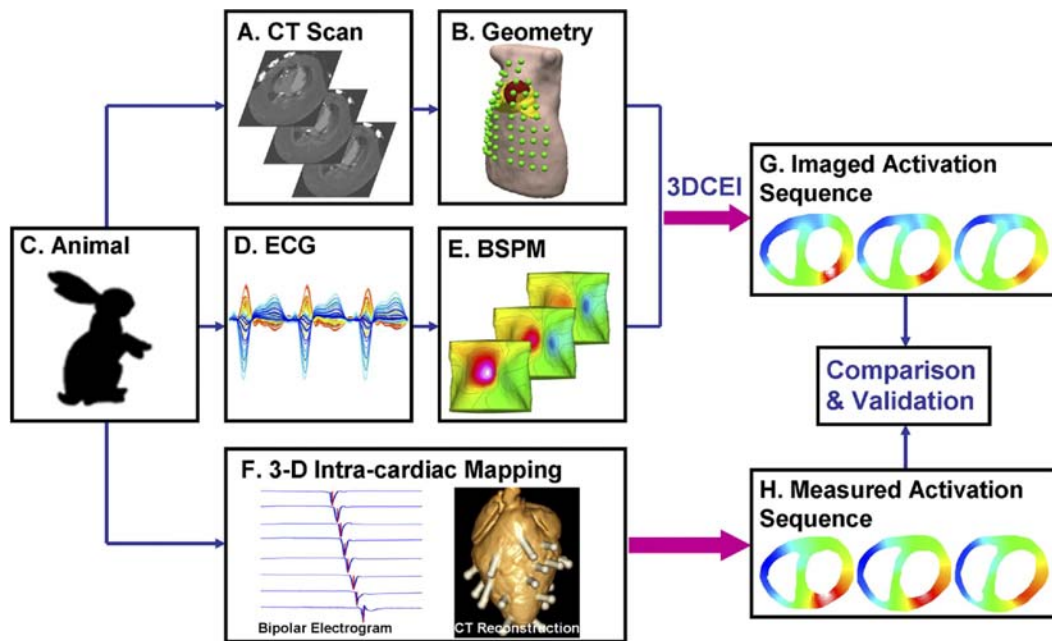 A. CT Scan
B. Geometry
C. Animal
D. ECG
E. BSPM
3DCEI
G. Imaged Activation
Sequence
Comparison
& Validation
F. 3-D Intra-cardiac Mapping
Bipolar Electrogram
CT Reconstruction
H. Measured Activation
Sequence